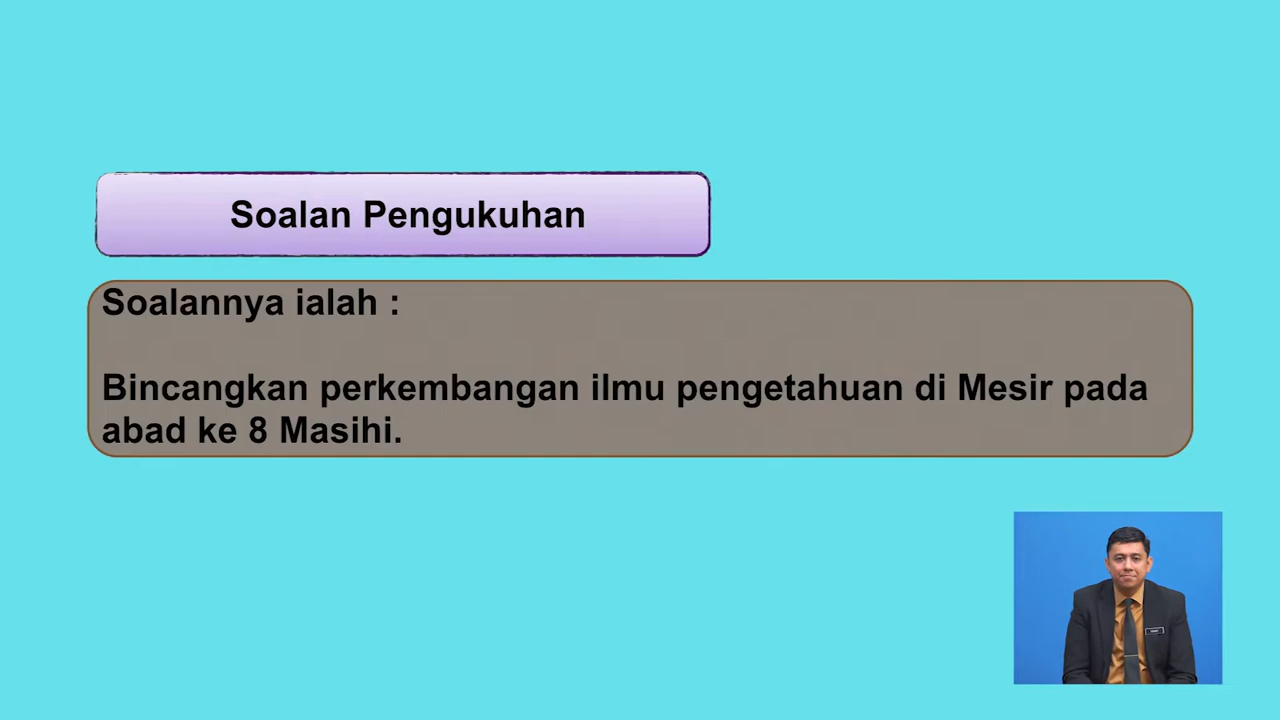 Soalan Pengukuhan
Soalannya ialah :
Bincangkan perkembangan ilmu pengetahuan di Mesir pada
abad ke 8 Masihi.